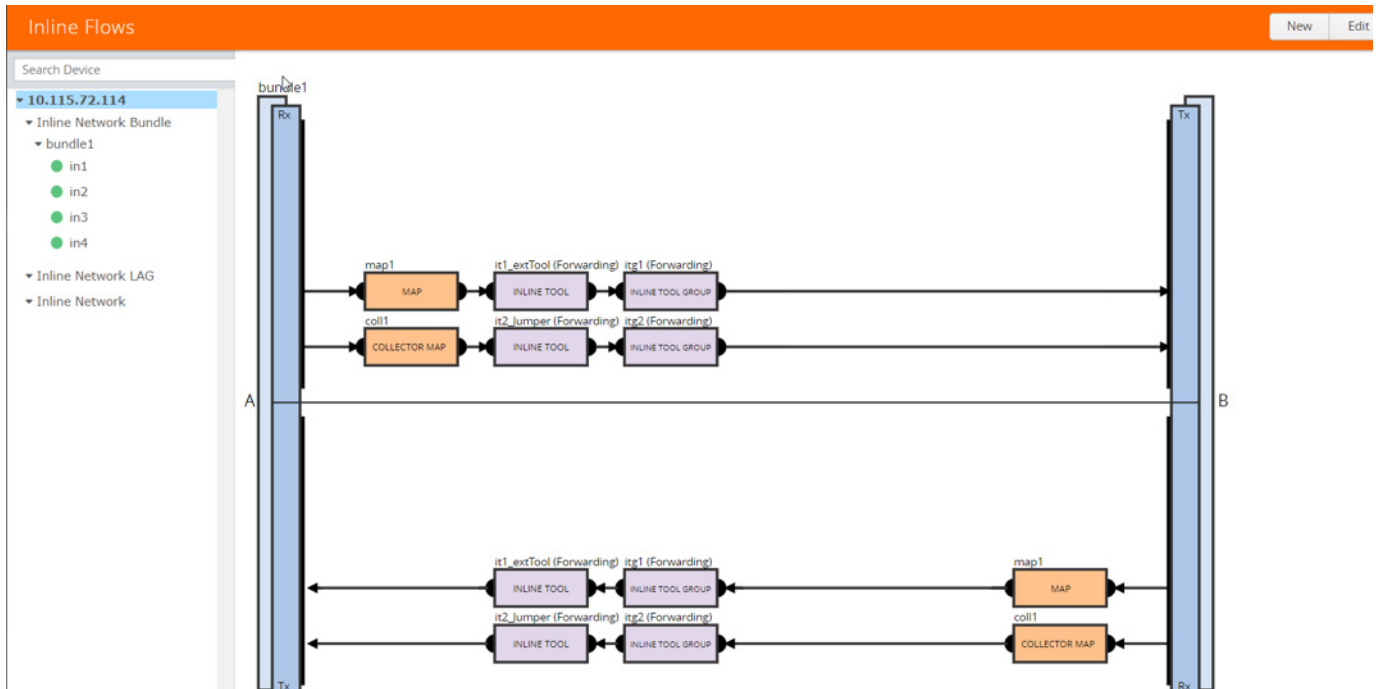 Inline Flows
New Edit
Search Device
10.115.72.114
Inline Network Bundle
bundle1
in1
in2
in3
in4
Inline Network LAG
Inline Network
bundle1
Rx Tx
map1 it1_extTool (Forwarding) itg1 (Forwarding)
MAP INLINE TOOL INLINE TOOL GROUP
coll1 it2_Jumper (Forwarding) itg2 (Forwarding)
COLLECTOR MAP INLINE TOOL INLINE TOOL GROUP
A B
it1_extTool (Forwarding) itg1 (Forwarding) map1
INLINE TOOL INLINE TOOL GROUP MAP
it2_Jumper (Forwarding) itg2 (Forwarding) coll1
INLINE TOOL INLINE TOOL GROUP COLLECTOR MAP
Tx Rx